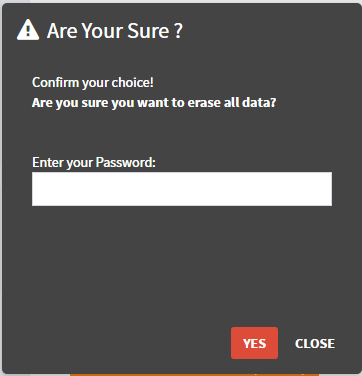 Are Your Sure ?
Confirm your choice!
Are you sure you want to erase all data?
Enter your Password:
YES CLOSE